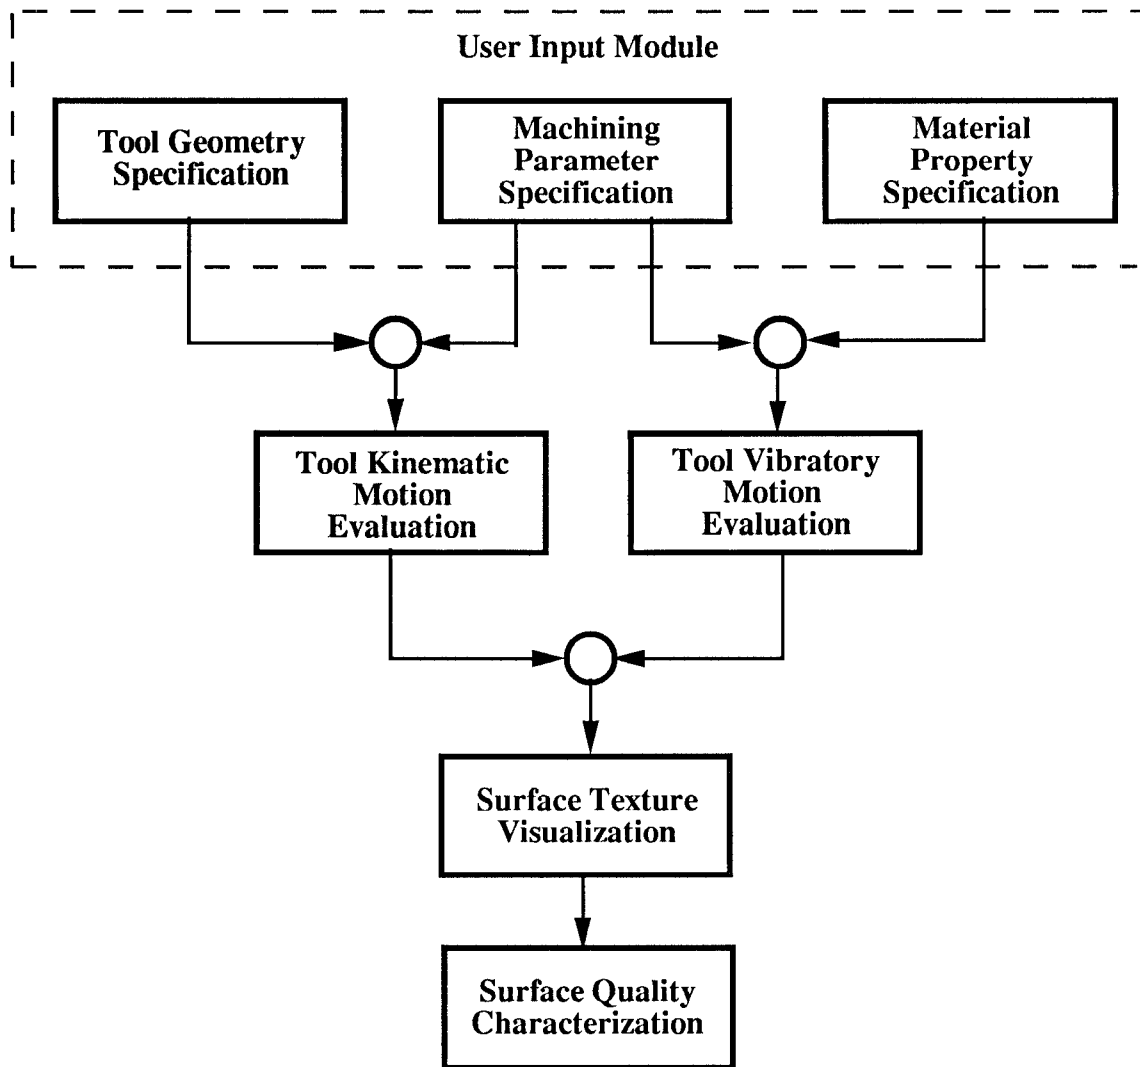 User Input Module
Tool Geometry
Specification
Machining
Parameter
Specification
Material
Property
Specification
Tool Kinematic
Motion
Evaluation
Tool Vibratory
Motion
Evaluation
Surface Texture
Visualization
Surface Quality
Characterization